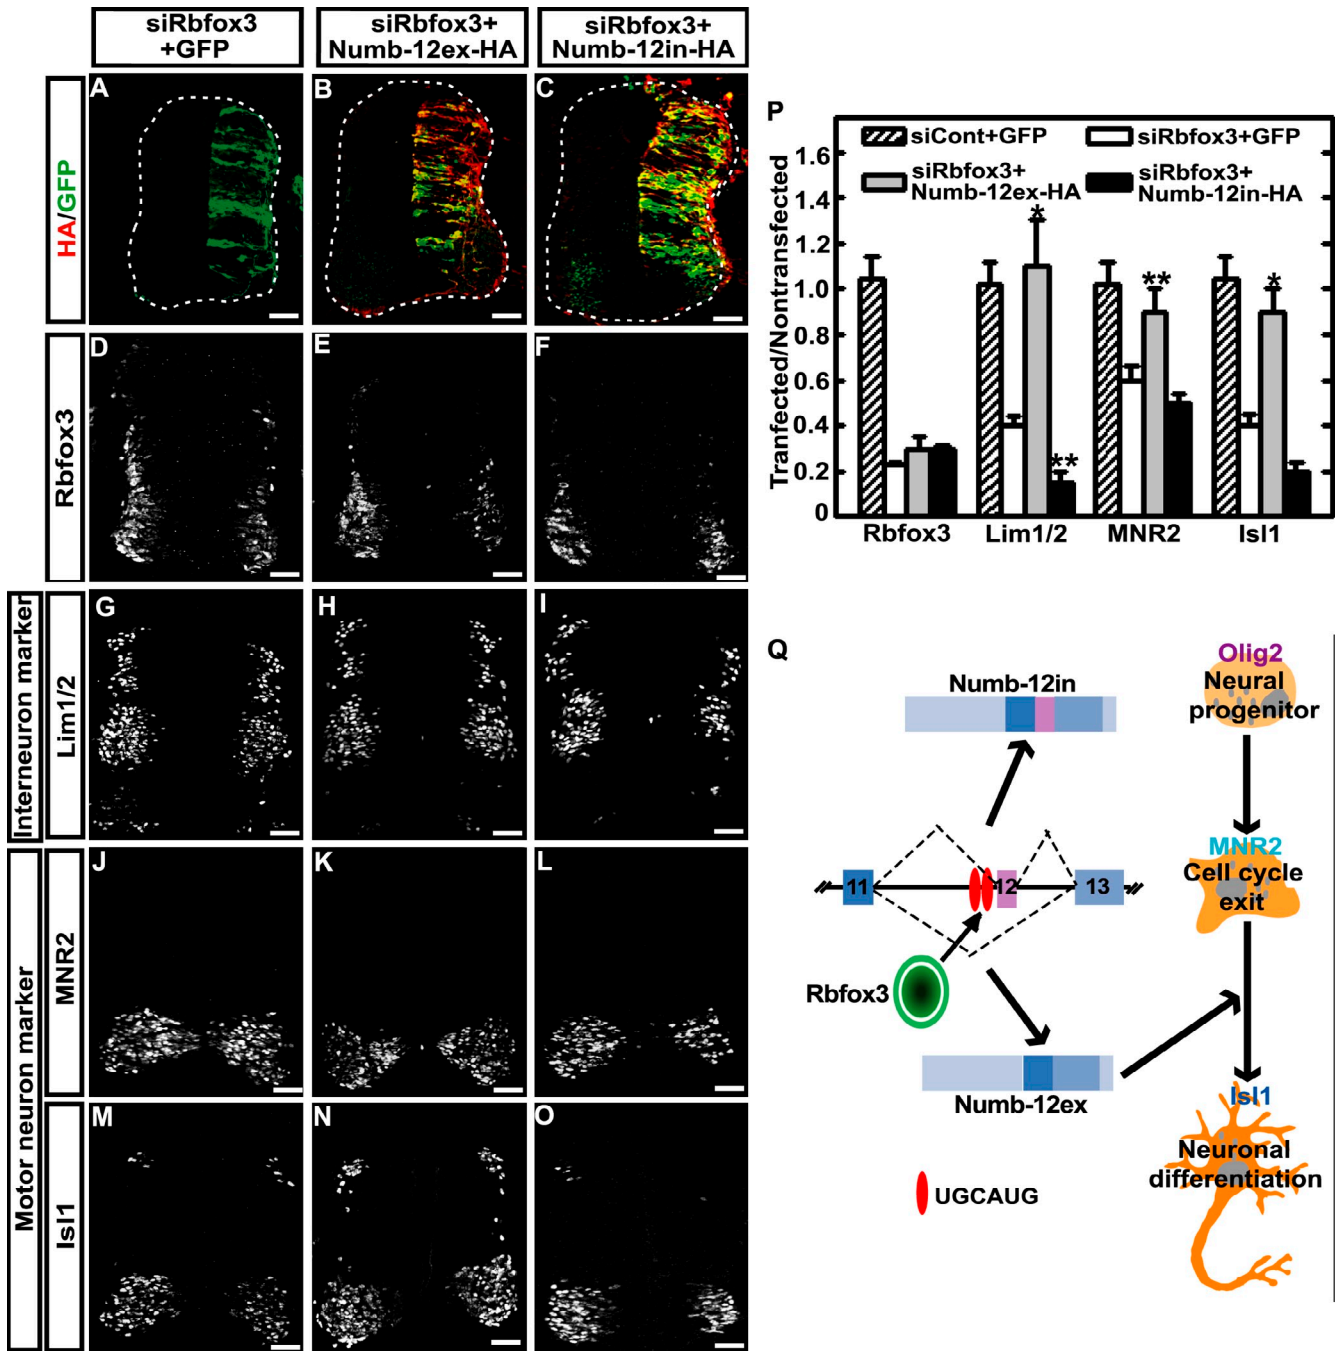 siRbfox3
+GFP
siRbfox3+
Numb-12ex-HA
siRbfox3+
Numb-12in-HA
HA/GFP
A
B
C
Rbfox3
D
E
F
Interneuron marker
Lim1/2
G
H
I
Motor neuron marker
MNR2
J
K
L
Isl1
M
N
O
P
Tranfected/Nontransfected
siCont+GFP
siRbfox3+GFP
siRbfox3+
Numb-12ex-HA
siRbfox3+
Numb-12in-HA
1.6
1.4
1.2
1.0
0.8
0.6
0.4
0.2
0
*
**
**
*
Rbfox3
Lim1/2
MNR2
Isl1
Q
Numb-12in
11
12
13
Rbfox3
Numb-12ex
UGCAUG
Olig2
Neural
progenitor
MNR2
Cell cycle
exit
Isl1
Neuronal
differentiation